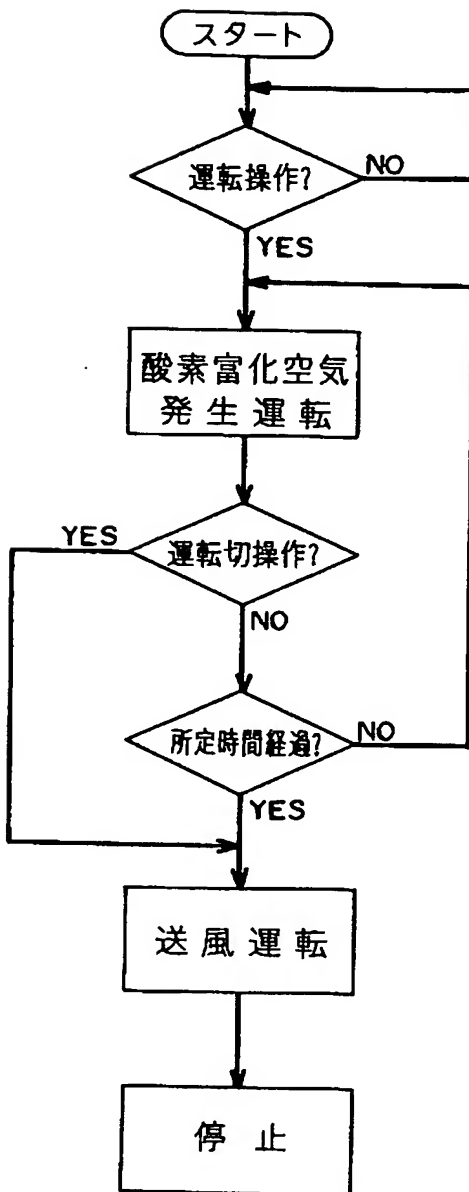 スタート
運転操作?
NO
YES
酸素富化空気
発生運転
YES
運転切操作?
NO
所定時間経過?
NO
YES
送風運転
停止